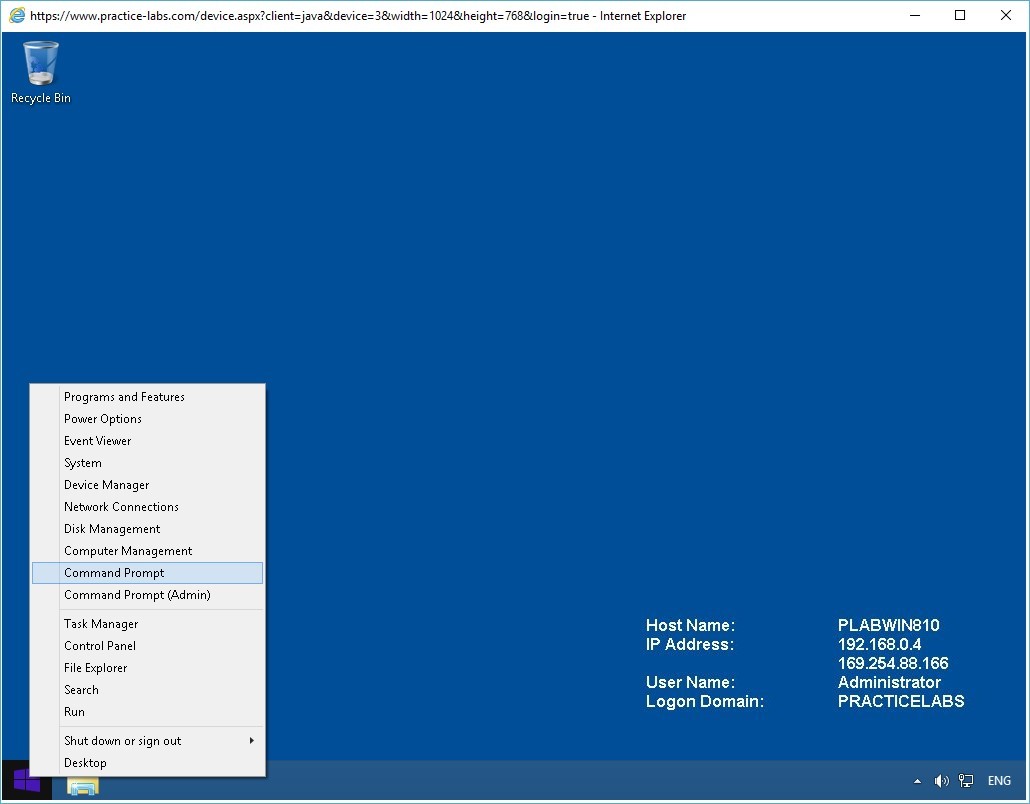 https://www.practice-labs.com/device.aspx?client=java&device=3&width=1024&height=768&login=true - Internet Explorer
Recycle Bin
Programs and Features
Power Options
Event Viewer
System
Device Manager
Network Connections
Disk Management
Computer Management
Command Prompt
Command Prompt (Admin)
Task Manager
Control Panel
File Explorer
Search
Run
Shut down or sign out
Desktop
Host Name: PLABWIN810
IP Address: 192.168.0.4
169.254.88.166
User Name: Administrator
Logon Domain: PRACTICELABS
ENG